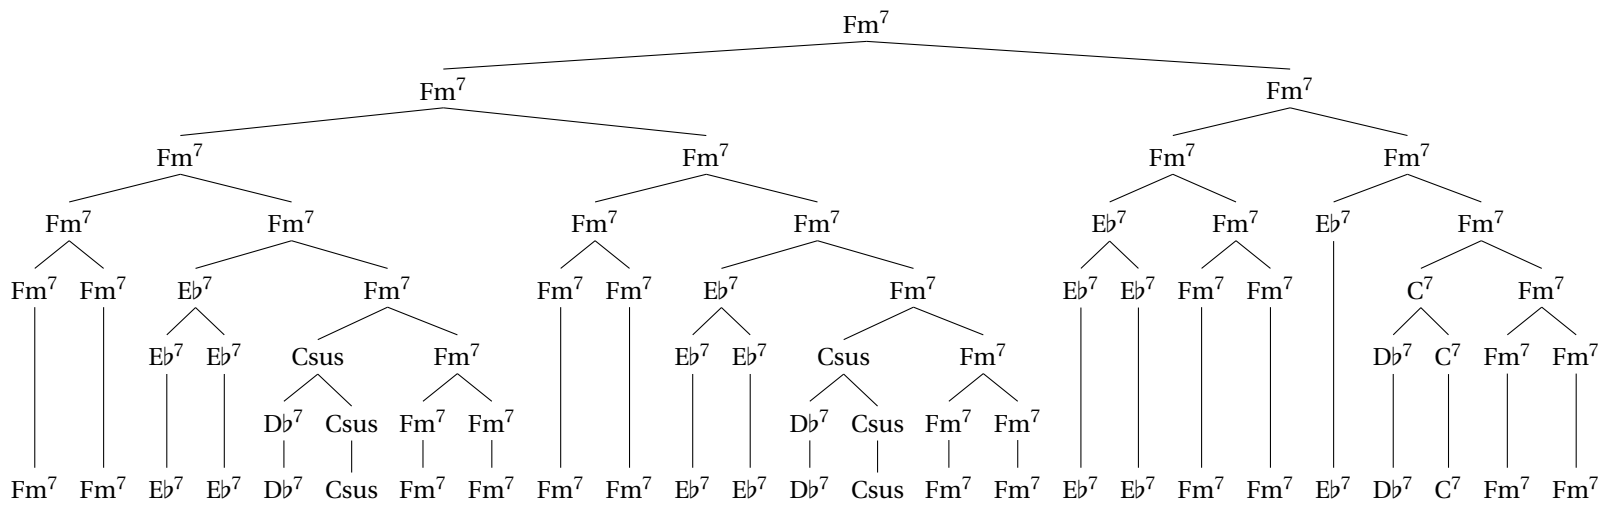 Fm⁷
Fm⁷ Fm⁷
Fm⁷ Fm⁷ Fm⁷ Fm⁷
Fm⁷ Fm⁷ Fm⁷ Fm⁷ E♭⁷ Fm⁷ E♭⁷ Fm⁷
Fm⁷ Fm⁷ E♭⁷ Fm⁷ Fm⁷ Fm⁷ E♭⁷ Fm⁷ E♭⁷ E♭⁷ Fm⁷ Fm⁷ C⁷ Fm⁷
E♭⁷ E♭⁷ Csus Fm⁷ E♭⁷ E♭⁷ Csus Fm⁷ D♭⁷ C⁷ Fm⁷ Fm⁷
D♭⁷ Csus Fm⁷ Fm⁷ D♭⁷ Csus Fm⁷ Fm⁷
Fm⁷ Fm⁷ E♭⁷ E♭⁷ D♭⁷ Csus Fm⁷ Fm⁷ Fm⁷ Fm⁷ E♭⁷ E♭⁷ D♭⁷ Csus Fm⁷ Fm⁷ E♭⁷ E♭⁷ Fm⁷ Fm⁷ E♭⁷ D♭⁷ C⁷ Fm⁷ Fm⁷